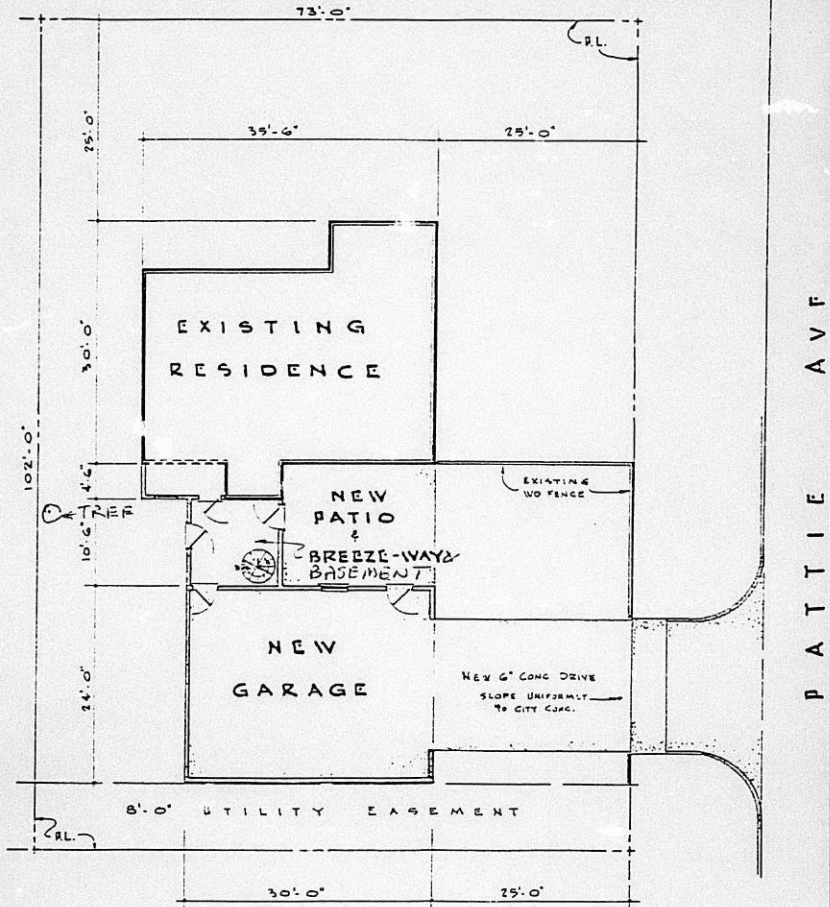 73'-0"
P.L.
35'-6"
25'-0"
25'-0"
EXISTING
RESIDENCE
30'-0"
102'-0"
4'-6"
EXISTING
WD FENCE
NEW
PATIO
&
BREEZE-WAY &
BASEMENT
TREE
10'-6"
PATTIE AVE
NEW
GARAGE
NEW 6" CONC DRIVE
SLOPE UNIFORMLY
TO CITY CONC.
24'-0"
8'-0" UTILITY EASEMENT
P.L.
30'-0"
25'-0"